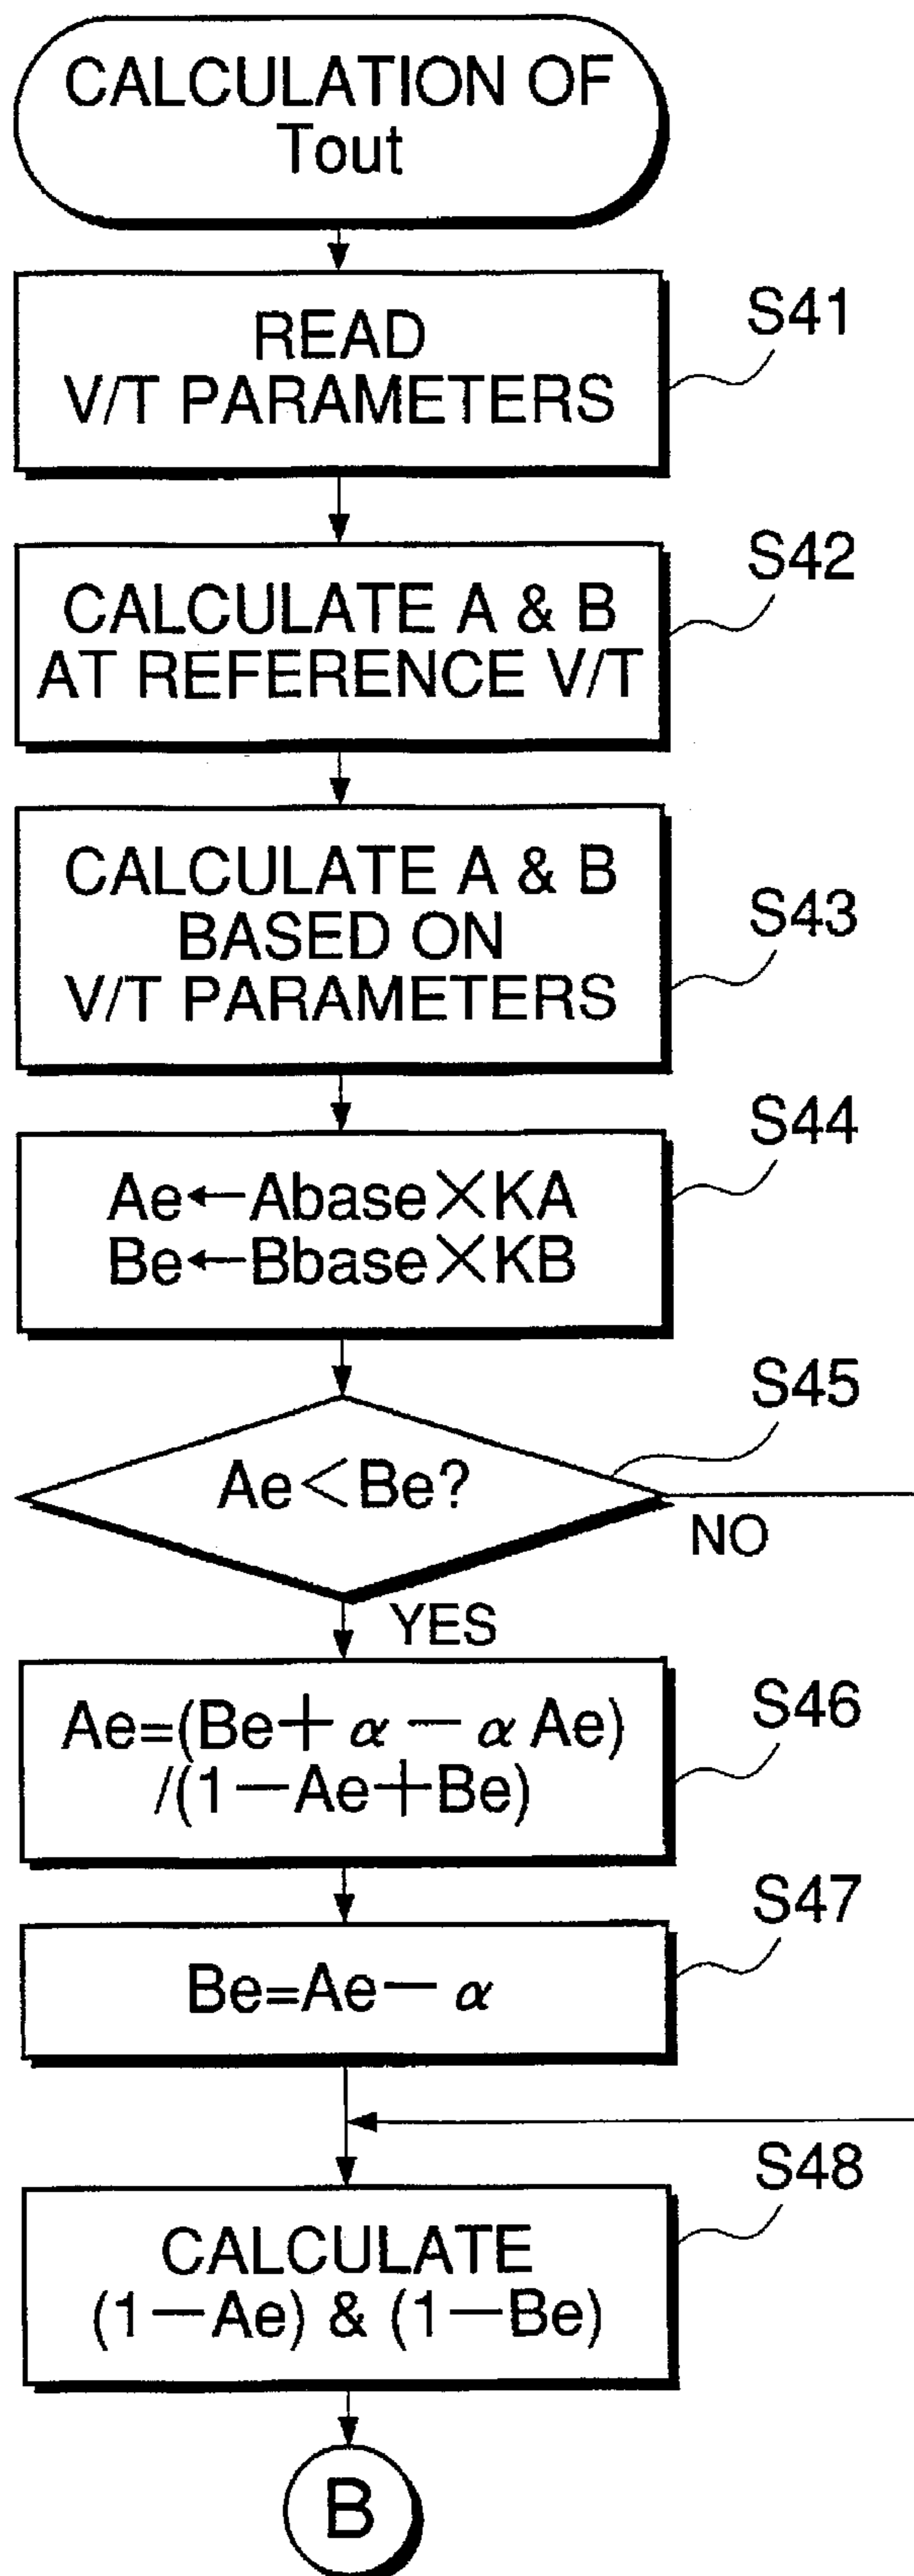 CALCULATION OF
Tout
READ
V/T PARAMETERS
S41
CALCULATE A & B
AT REFERENCE V/T
S42
CALCULATE A & B
BASED ON
V/T PARAMETERS
S43
Ae←Abase×KA
Be←Bbase×KB
S44
Ae<Be?
S45
NO
YES
Ae=(Be+α−αAe)
/(1−Ae+Be)
S46
Be=Ae−α
S47
CALCULATE
(1−Ae) & (1−Be)
S48
B